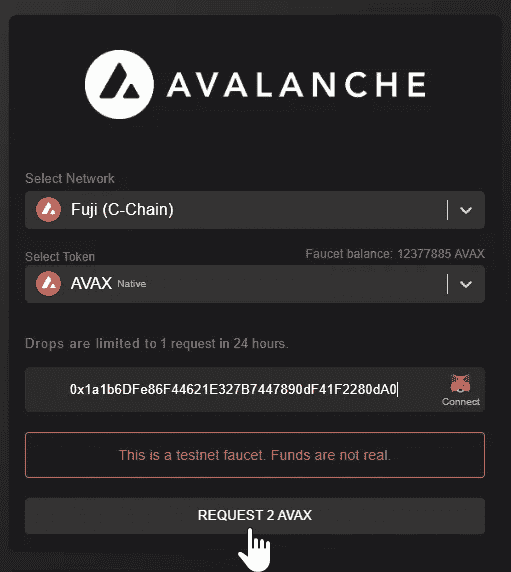 AVALANCHE
Select Network
Fuji (C-Chain)
Select Token
Faucet balance: 12377885 AVAX
AVAX Native
Drops are limited to 1 request in 24 hours.
0x1a1b6DFe86F44621E327B7447890dF41F2280dA0
Connect
This is a testnet faucet. Funds are not real.
REQUEST 2 AVAX